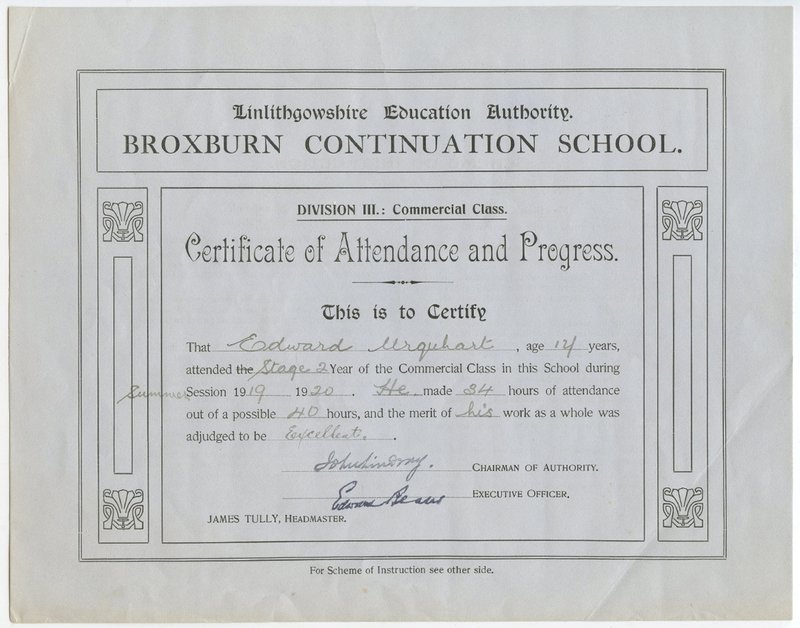 Linlithgowshire Education Authority.
BROXBURN CONTINUATION SCHOOL.
DIVISION III.: Commercial Class.
Certificate of Attendance and Progress.
This is to Certify
That Edward Urquhart, age 14 years,
attended the Stage 2 Year of the Commercial Class in this School during
Summer Session 1919 1920. He made 34 hours of attendance
out of a possible 40 hours, and the merit of his work as a whole was
adjudged to be Excellent.
John Lindsay. CHAIRMAN OF AUTHORITY.
Edward EXECUTIVE OFFICER.
JAMES TULLY, HEADMASTER.
For Scheme of Instruction see other side.